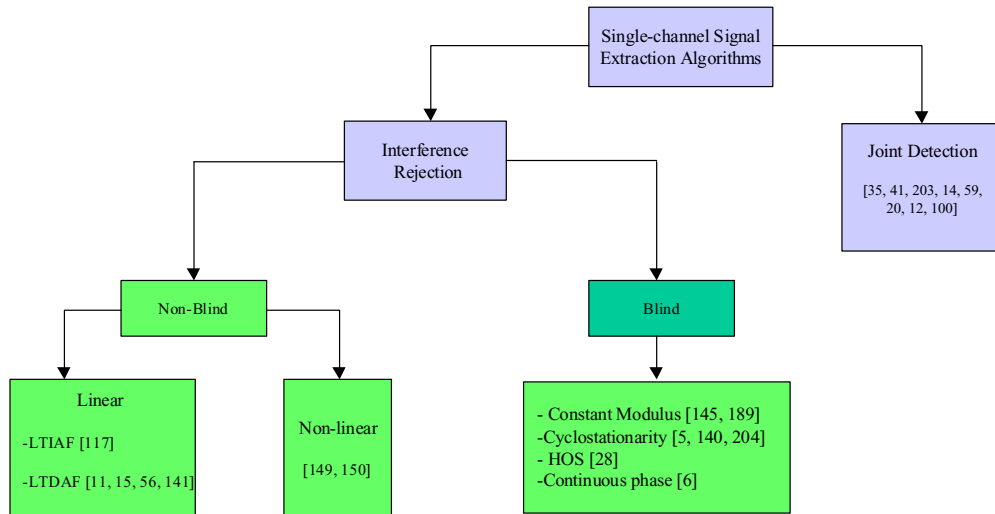 Single-channel Signal
Extraction Algorithms
Interference
Rejection
Joint Detection
[35, 41, 203, 14, 59,
20, 12, 100]
Non-Blind
Blind
Linear
-LTIAF [117]
-LTDAF [11, 15, 56, 141]
Non-linear
[149, 150]
- Constant Modulus [145, 189]
-Cyclostationarity [5, 140, 204]
- HOS [28]
-Continuous phase [6]